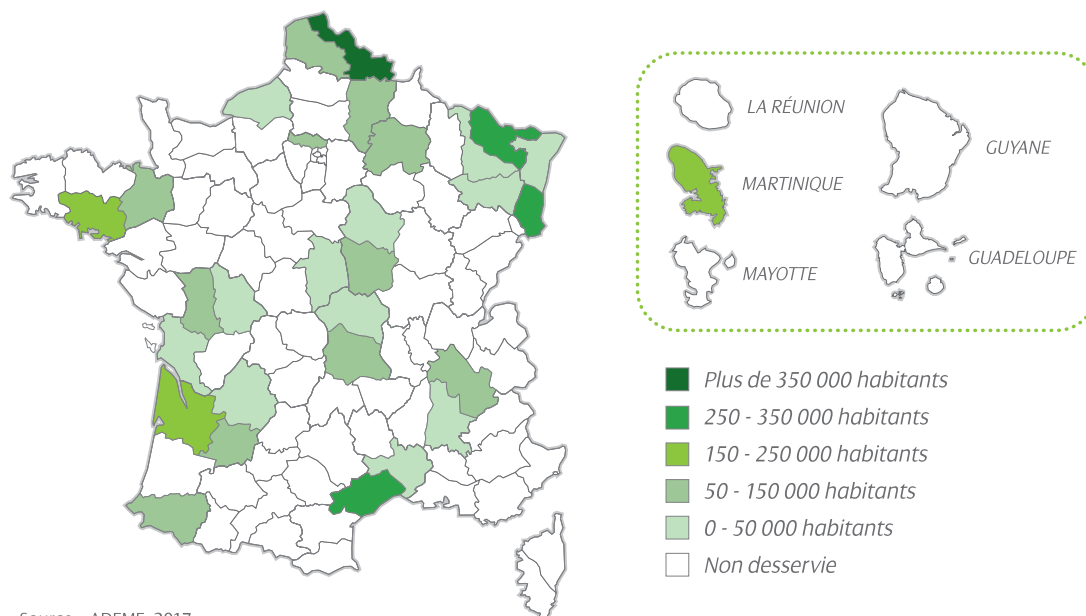 LA RÉUNION
GUYANE
MARTINIQUE
MAYOTTE
GUADELOUPE
Plus de 350 000 habitants
250 - 350 000 habitants
150 - 250 000 habitants
50 - 150 000 habitants
0 - 50 000 habitants
Non desservie